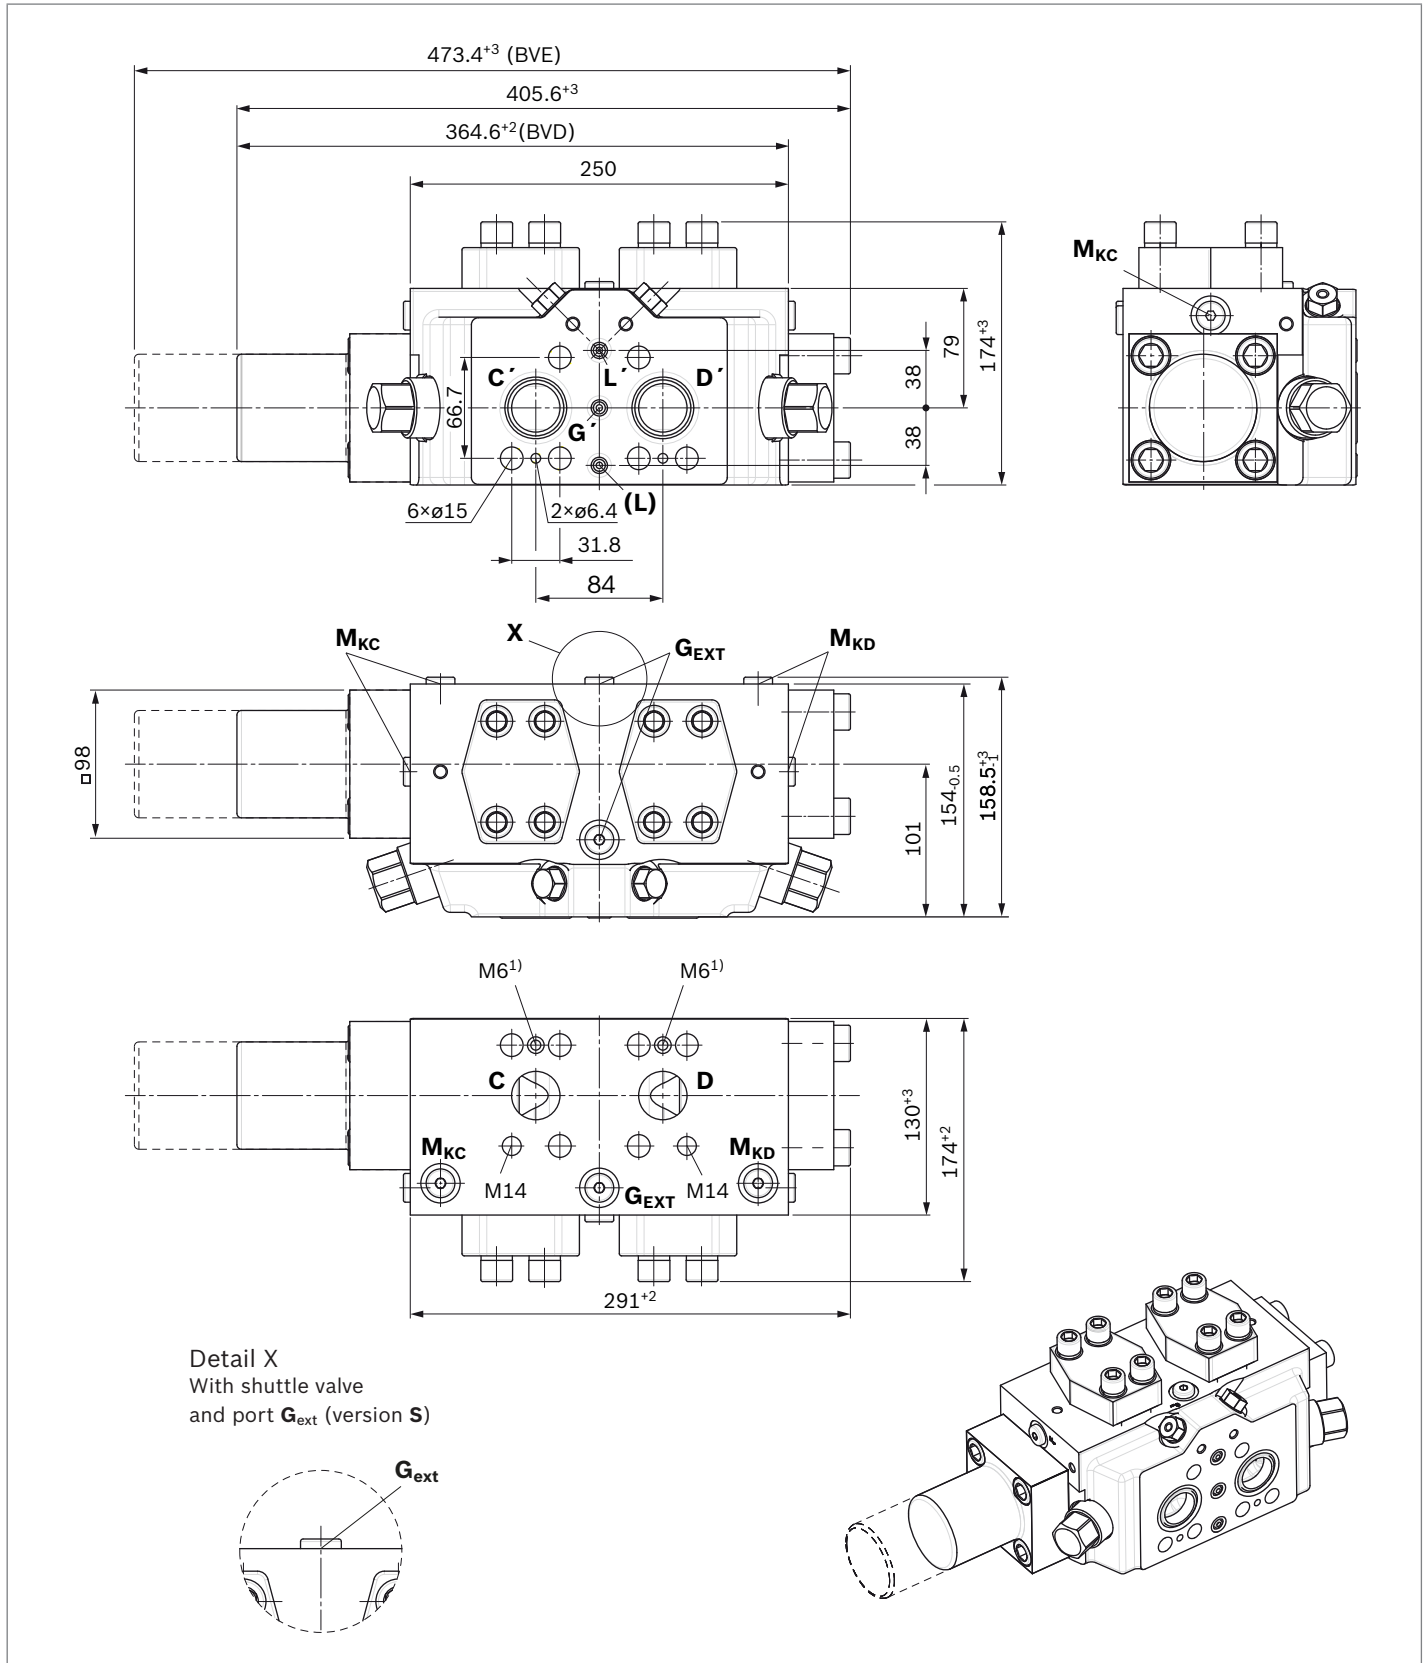 473.4+3 (BVE)
405.6+3
364.6+2(BVD)
250
MKC
79
174+3
38
38
66.7
C´
L´
D´
G´
(L)
6×ø15
2×ø6.4
31.8
84
MKC
X
GEXT
MKD
□98
101
154-0.5
158.5+3-1
M61)
M61)
C
D
MKC
MKD
M14
GEXT
M14
130+3
174+2
291+2
Detail X
With shuttle valve
and port Gext (version S)
Gext